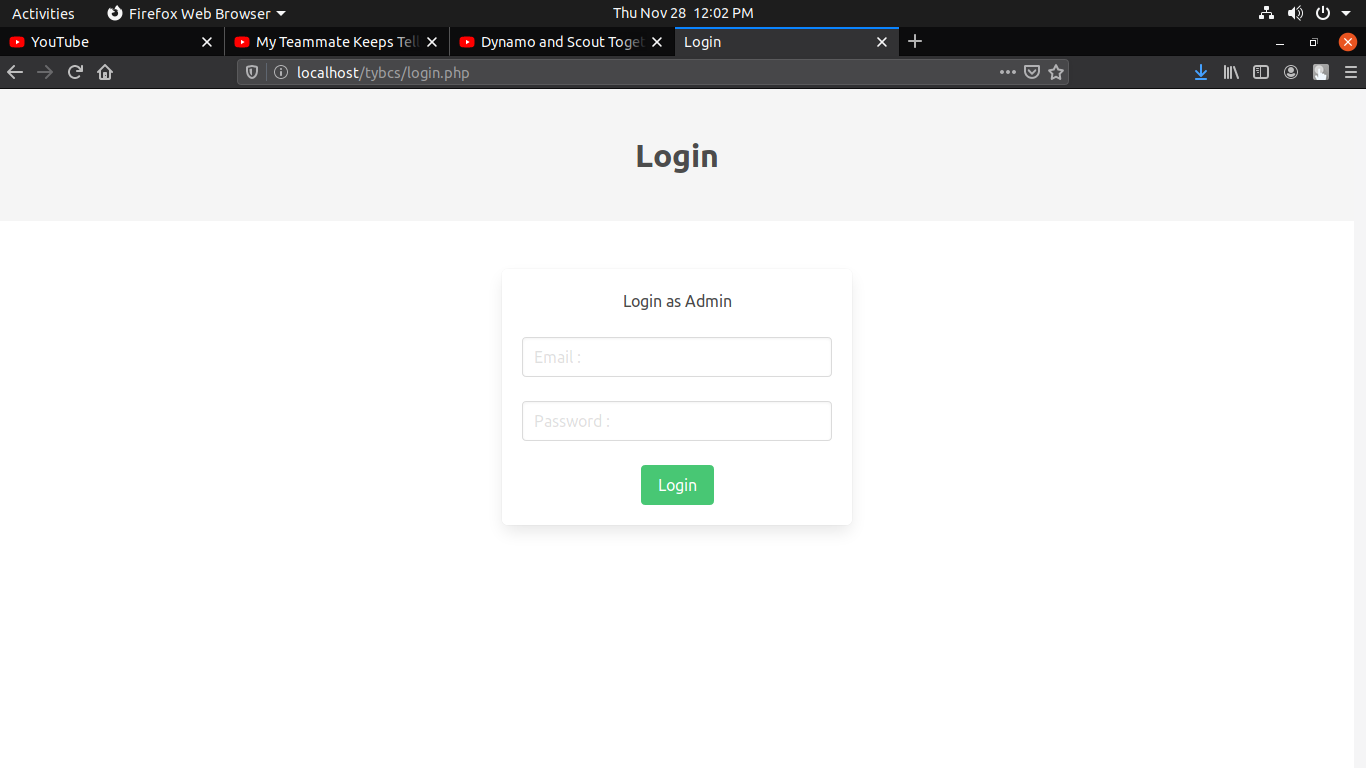 Activities Firefox Web Browser Thu Nov 28 12:02 PM
YouTube My Teammate Keeps Tell Dynamo and Scout Toget Login
localhost/tybcs/login.php
Login
Login as Admin
Email :
Password :
Login